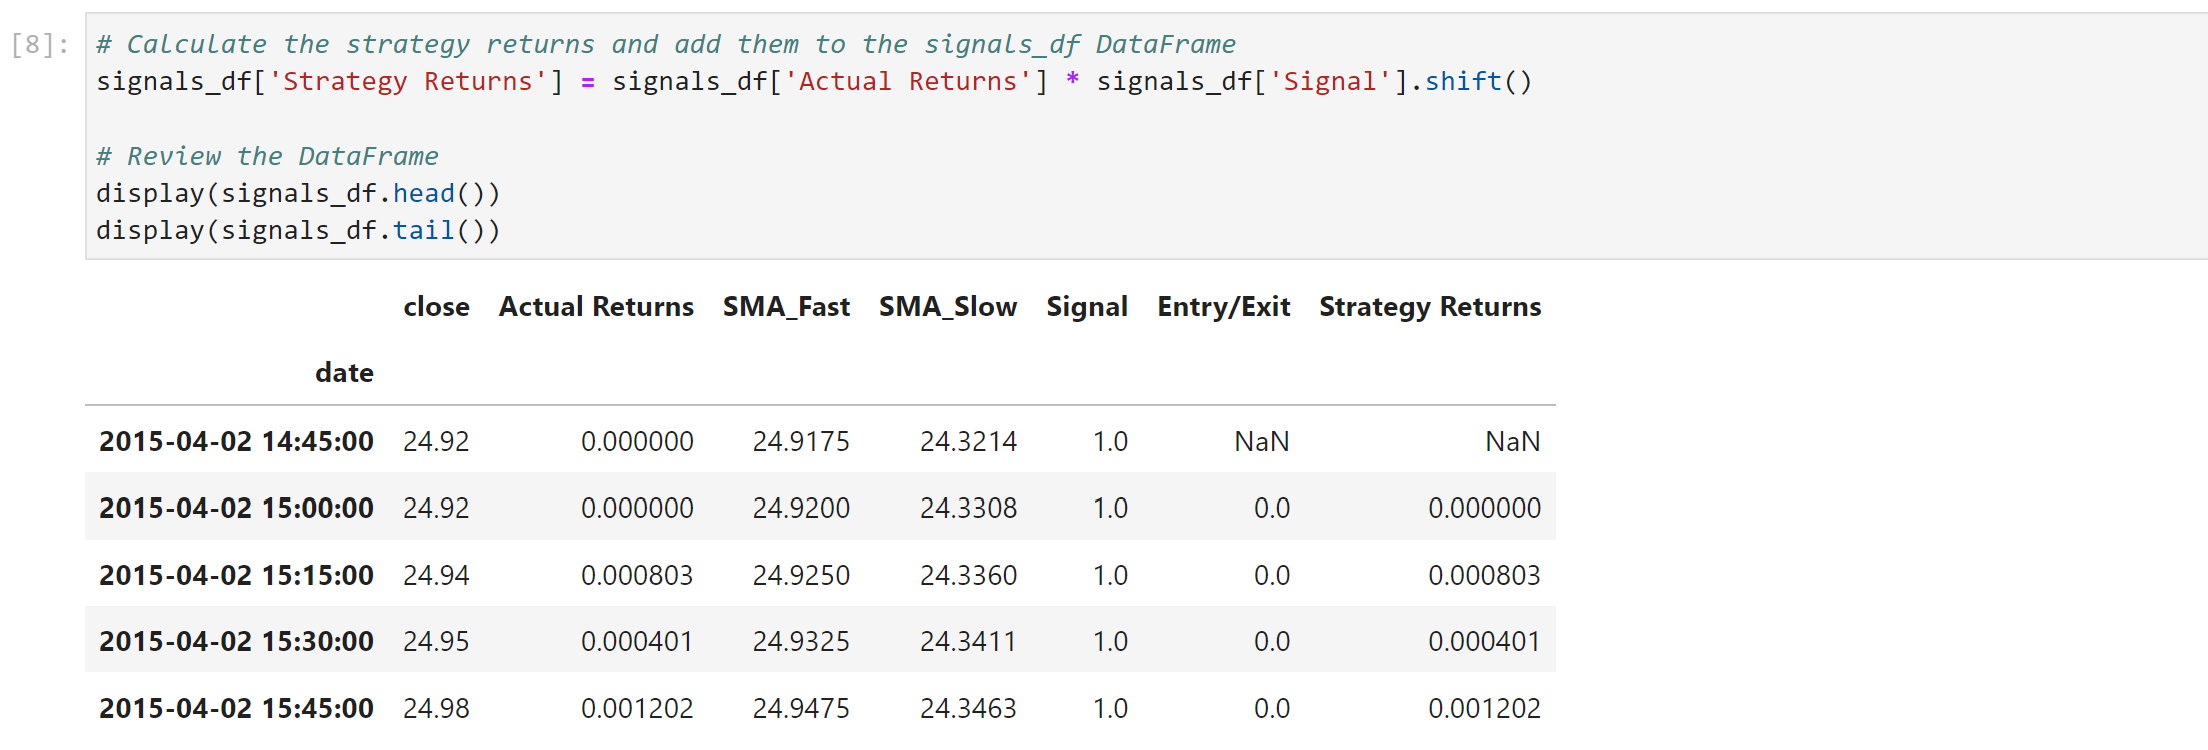 [8]: # Calculate the strategy returns and add them to the signals_df DataFrame
signals_df['Strategy Returns'] = signals_df['Actual Returns'] * signals_df['Signal'].shift()
# Review the DataFrame
display(signals_df.head())
display(signals_df.tail())
close Actual Returns SMA_Fast SMA_Slow Signal Entry/Exit Strategy Returns
date
2015-04-02 14:45:00 24.92 0.000000 24.9175 24.3214 1.0 NaN NaN
2015-04-02 15:00:00 24.92 0.000000 24.9200 24.3308 1.0 0.0 0.000000
2015-04-02 15:15:00 24.94 0.000803 24.9250 24.3360 1.0 0.0 0.000803
2015-04-02 15:30:00 24.95 0.000401 24.9325 24.3411 1.0 0.0 0.000401
2015-04-02 15:45:00 24.98 0.001202 24.9475 24.3463 1.0 0.0 0.001202